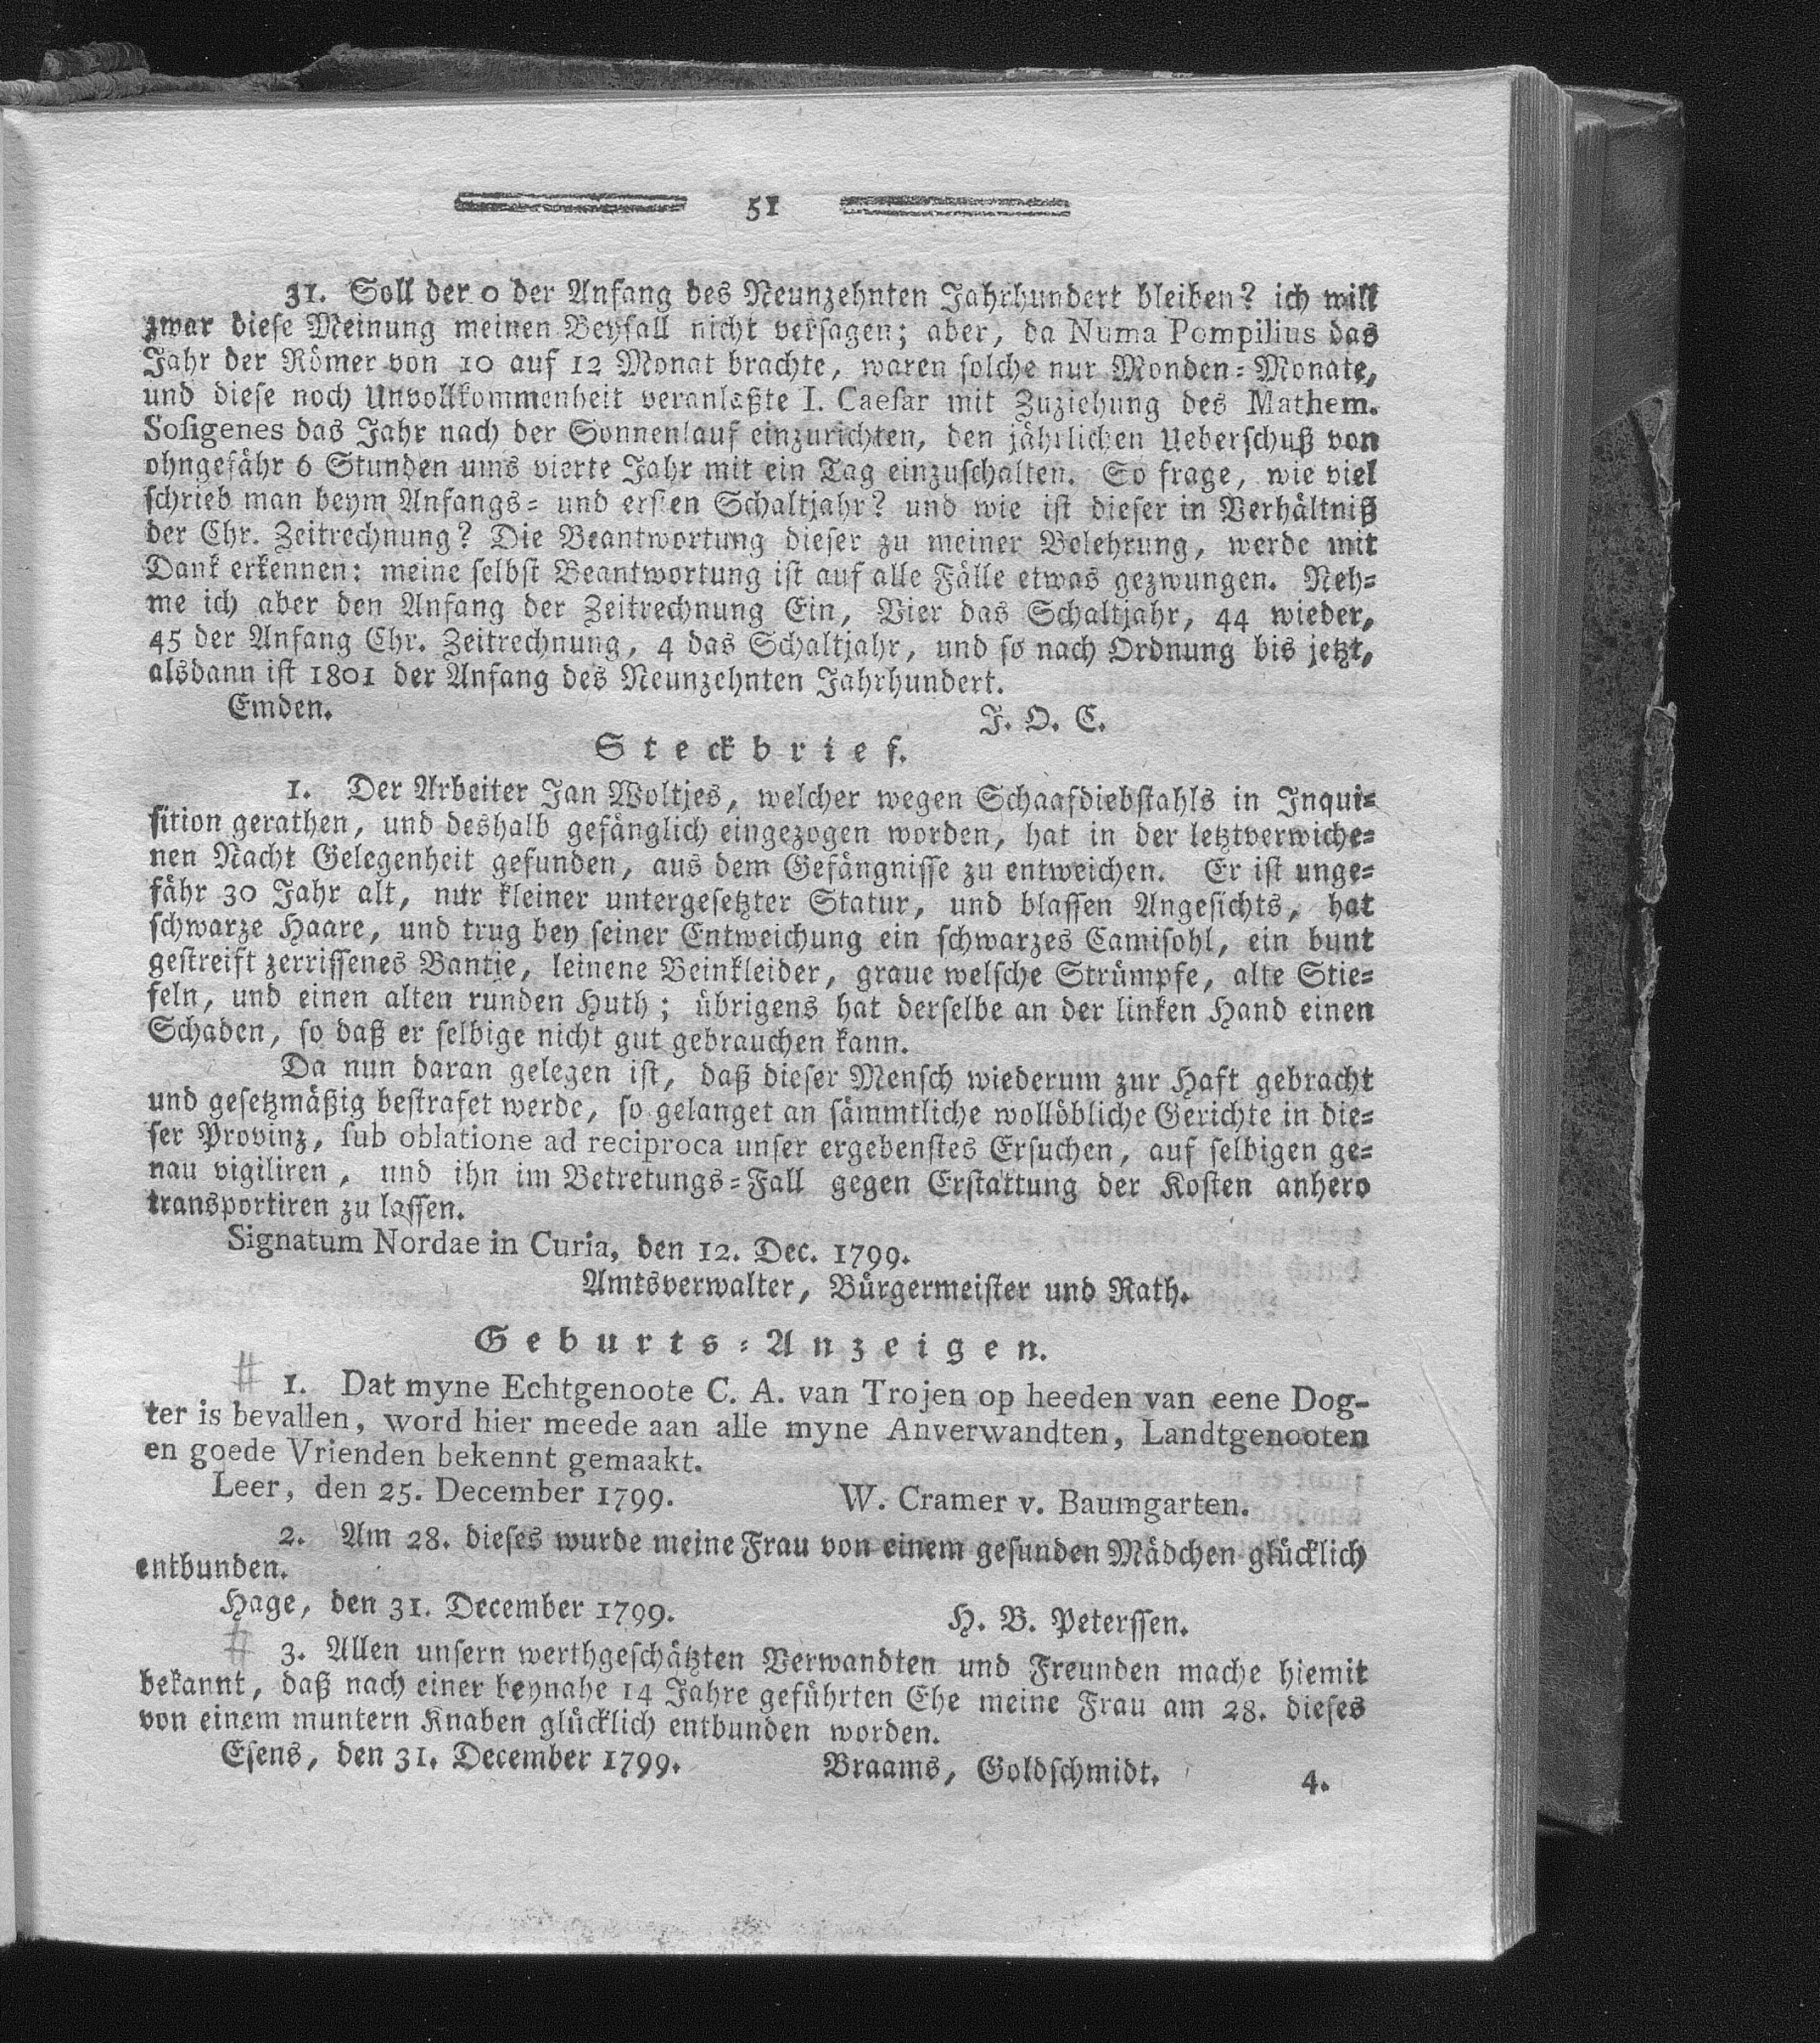 51
31. Soll der 0 der Anfang des Neunzehnten Jahrhundert bleiben? ich will
zwar diese Meinung meinen Beyfall nicht versagen; aber, da Numa Pompilius das
Jahr der Römer von 10 auf 12 Monat brachte, waren solche nur Monden-Monate,
und diese noch Unvollkommenheit veranlaßte I. Caesar mit Zuziehung des Mathem.
Sosigenes das Jahr nach der Sonnenlauf einzurichten, den jährlichen Ueberschuß von
ohngefähr 6 Stunden ums vierte Jahr mit ein Tag einzuschalten. So frage, wie viel
schrieb man beym Anfangs- und ersten Schaltjahr? und wie ist dieser in Verhältniß
der Chr. Zeitrechnung? Die Beantwortung dieser zu meiner Belehrung, werde mit
Dank erkennen: meine selbst Beantwortung ist auf alle Fälle etwas gezwungen. Neh-
me ich aber den Anfang der Zeitrechnung Ein, Vier das Schaltjahr, 44 wieder,
45 der Anfang Chr. Zeitrechnung, 4 das Schaltjahr, und so nach Ordnung bis jetzt,
alsdann ist 1801 der Anfang des Neunzehnten Jahrhundert.
Emden. J. O. C.
Steckbrief.
1. Der Arbeiter Jan Woltjes, welcher wegen Schaafdiebstahls in Inqui-
sition gerathen, und deshalb gefänglich eingezogen worden, hat in der letztverwiche-
nen Nacht Gelegenheit gefunden, aus dem Gefängnisse zu entweichen. Er ist unge-
fähr 30 Jahr alt, nur kleiner untergesetzter Statur, und blassen Angesichts, hat
schwarze Haare, und trug bey seiner Entweichung ein schwarzes Camisohl, ein bunt
gestreift zerrissenes Bantje, leinene Beinkleider, graue welsche Strümpfe, alte Stie-
feln, und einen alten runden Huth; übrigens hat derselbe an der linken Hand einen
Schaden, so daß er selbige nicht gut gebrauchen kann.
Da nun daran gelegen ist, daß dieser Mensch wiederum zur Haft gebracht
und gesetzmäßig bestrafet werde, so gelanget an sämmtliche wollöbliche Gerichte in die-
ser Provinz, sub oblatione ad reciproca unser ergebenstes Ersuchen, auf selbigen ge-
nau vigiliren, und ihn im Betretungs-Fall gegen Erstattung der Kosten anhero
transportiren zu lassen.
Signatum Nordae in Curia, den 12. Dec. 1799.
Amtsverwalter, Bürgermeister und Rath.
Geburts-Anzeigen.
# 1. Dat myne Echtgenoote C. A. van Trojen op heeden van eene Dog-
ter is bevallen, word hier meede aan alle myne Anverwandten, Landtgenooten
en goede Vrienden bekennt gemaakt.
Leer, den 25. December 1799. W. Cramer v. Baumgarten.
2. Am 28. dieses wurde meine Frau von einem gesunden Mädchen glücklich
entbunden.
Hage, den 31. December 1799. H. B. Peterssen.
# 3. Allen unsern werthgeschätzten Verwandten und Freunden mache hiemit
bekannt, daß nach einer beynahe 14 Jahre geführten Ehe meine Frau am 28. dieses
von einem muntern Knaben glücklich entbunden worden.
Esens, den 31. December 1799. Braams, Goldschmidt.
4.